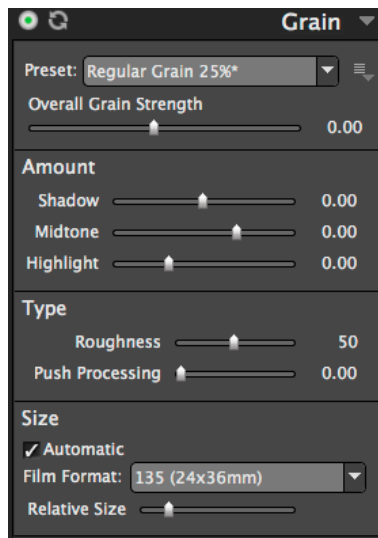 Grain
Preset: Regular Grain 25%*
Overall Grain Strength
0.00
Amount
Shadow 0.00
Midtone 0.00
Highlight 0.00
Type
Roughness 50
Push Processing 0.00
Size
Automatic
Film Format: 135 (24x36mm)
Relative Size